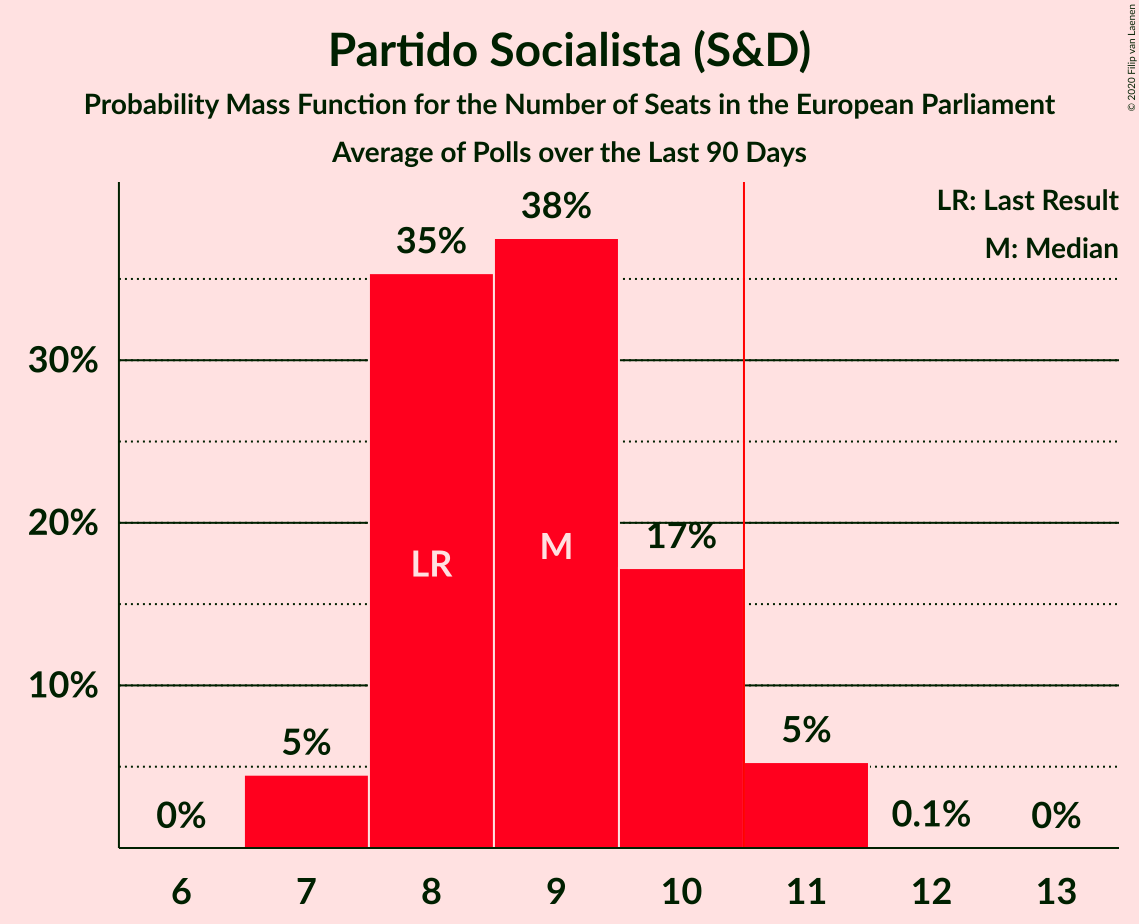 Partido Socialista (S&D)
Probability Mass Function for the Number of Seats in the European Parliament
Average of Polls over the Last 90 Days
© 2020 Filip van Laenen
LR: Last Result
M: Median
38%
35%
30%
20%
17%
10%
5%
5%
0%
0.1%
0%
LR
M
6 7 8 9 10 11 12 13